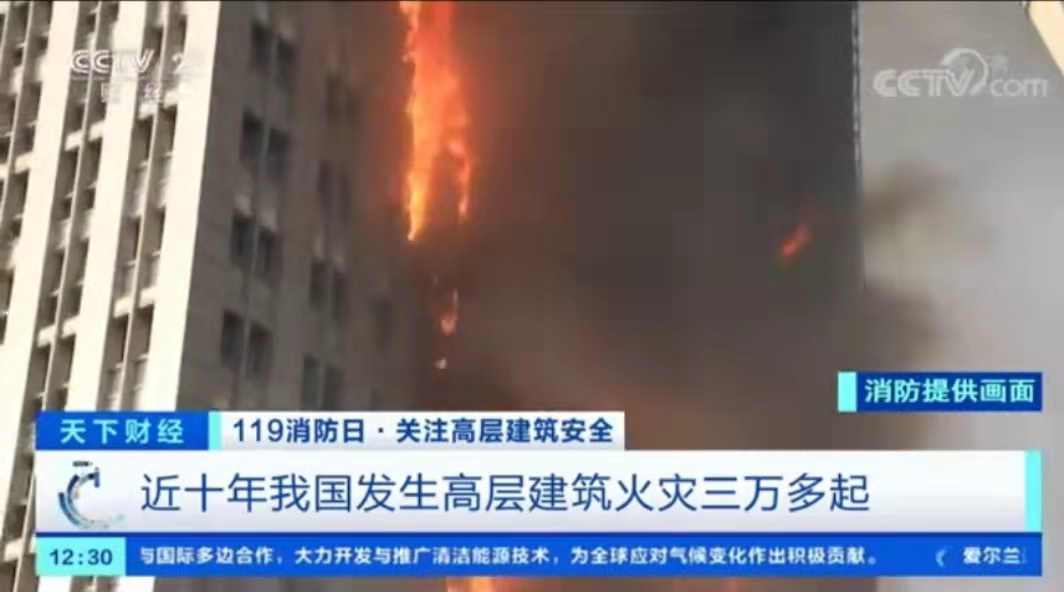 CCTV 2
财经
CCTV.com
消防提供画面
天下财经
119消防日·关注高层建筑安全
近十年我国发生高层建筑火灾三万多起
12:30
与国际多边合作，大力开发与推广清洁能源技术，为全球应对气候变化作出积极贡献。
爱尔兰